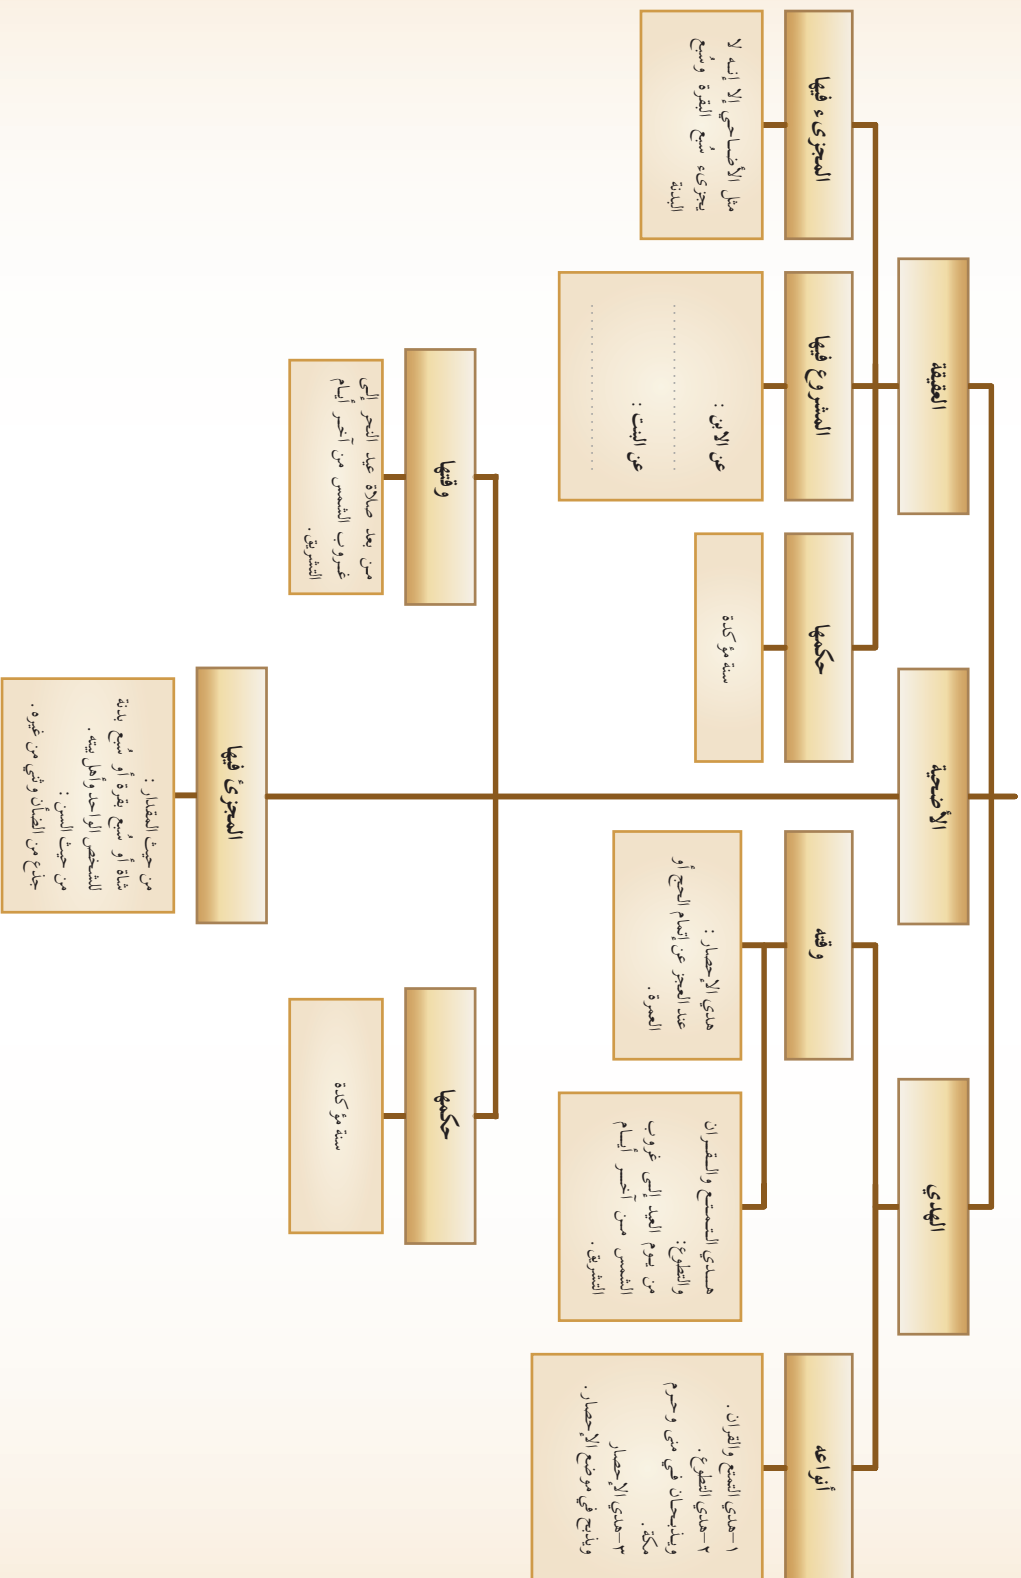 الهدي
أنواعه
١-هدي التمتع والقران.
٢-هدي التطوع.
ويذبحان في منى وحرم
مكة.
٣-هدي الإحصار
ويذبح في موضع الإحصار.
وقته
هدي التمتع والقران
والتطوع:
من يوم العيد إلى غروب
الشمس من آخر أيام
التشريق.
هدي الإحصار :
عند العجز عن إتمام الحج أو
العمرة.
الأضحية
حكمها
سنة مؤكدة
المجزئ فيها
من حيث المقدار :
شاة أو سُبع بقرة أو سُبع بدنة
للشخص الواحد وأهل بيته.
من حيث السن :
جذع من الضأن وثني من غيره.
وقتها
من بعد صلاة عيد النحر إلى
غروب الشمس من آخر أيام
التشريق.
العقيقة
حكمها
سنة مؤكدة
المشروع فيها
عن الابن :
عن البنت :
المجزىء فيها
مثل الأضاحي إلا إنه لا
يجزىء سُبع البقرة وسُبع
البدنة